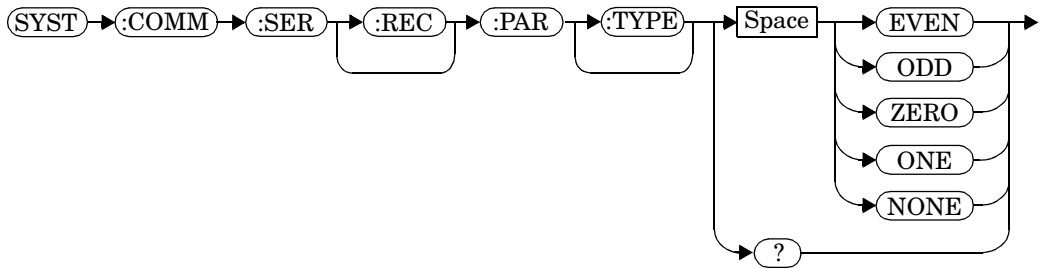 SYST :COMM :SER :REC :PAR :TYPE Space EVEN
ODD
ZERO
ONE
NONE
?